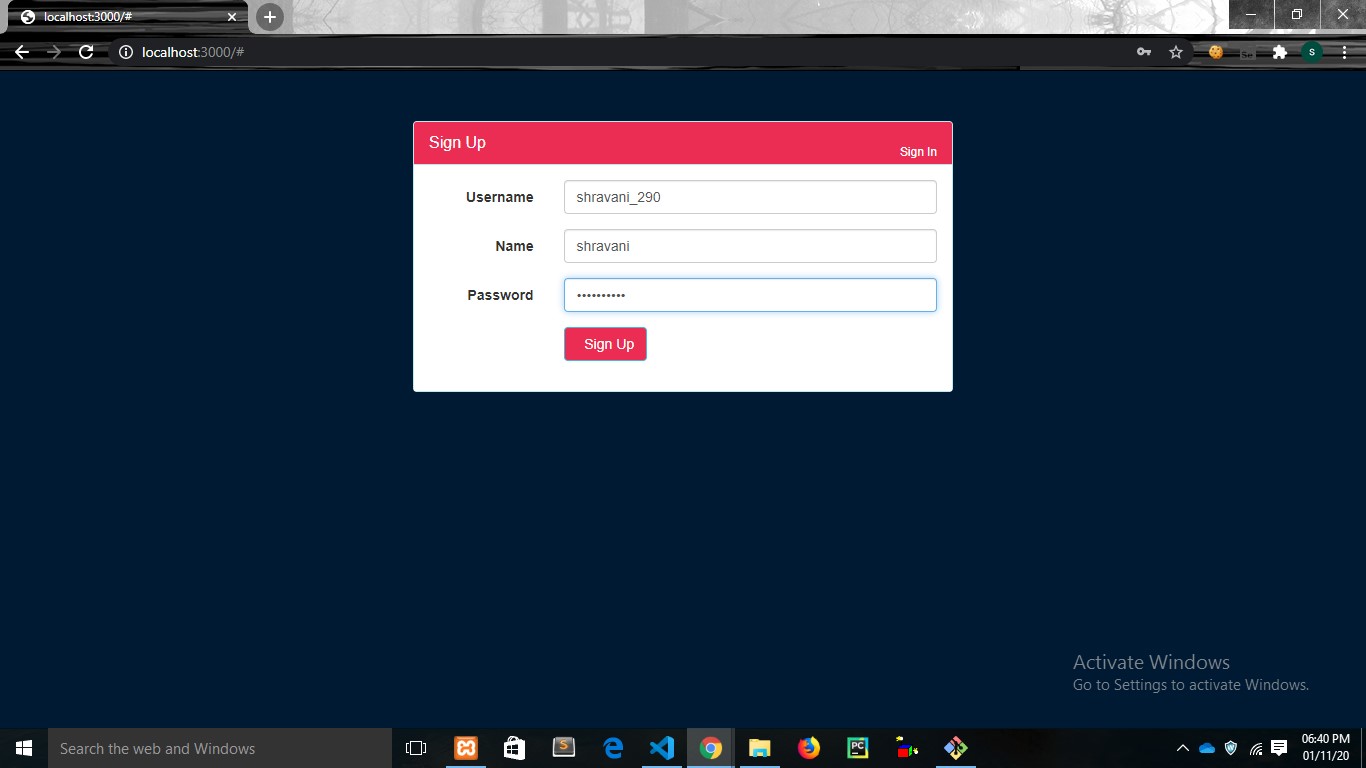 localhost:3000/#
localhost:3000/#
S
Sign Up
Sign In
Username
shravani_290
Name
shravani
Password
••••••••••
Sign Up
Activate Windows
Go to Settings to activate Windows.
Search the web and Windows
S
PC
06:40 PM
01/11/20